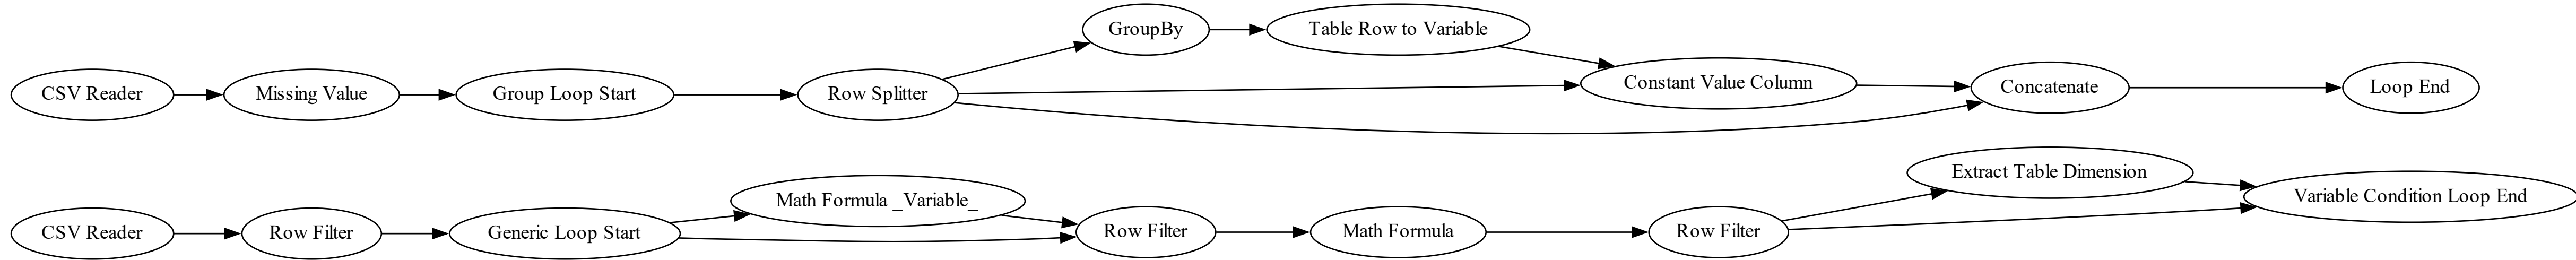 GroupBy
Table Row to Variable
CSV Reader
Missing Value
Group Loop Start
Row Splitter
Constant Value Column
Concatenate
Loop End
Extract Table Dimension
Math Formula _Variable_
Variable Condition Loop End
CSV Reader
Row Filter
Generic Loop Start
Row Filter
Math Formula
Row Filter